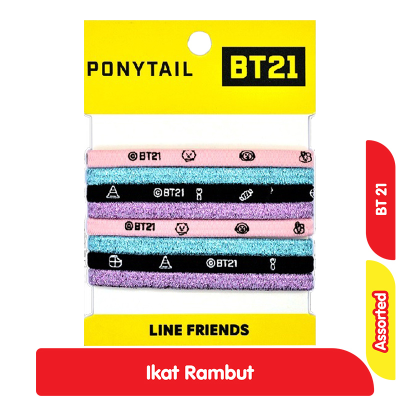 PONYTAIL
BT21
©BT21
©BT21
©BT21
©BT21
LINE FRIENDS
BT 21
Assorted
Ikat Rambut